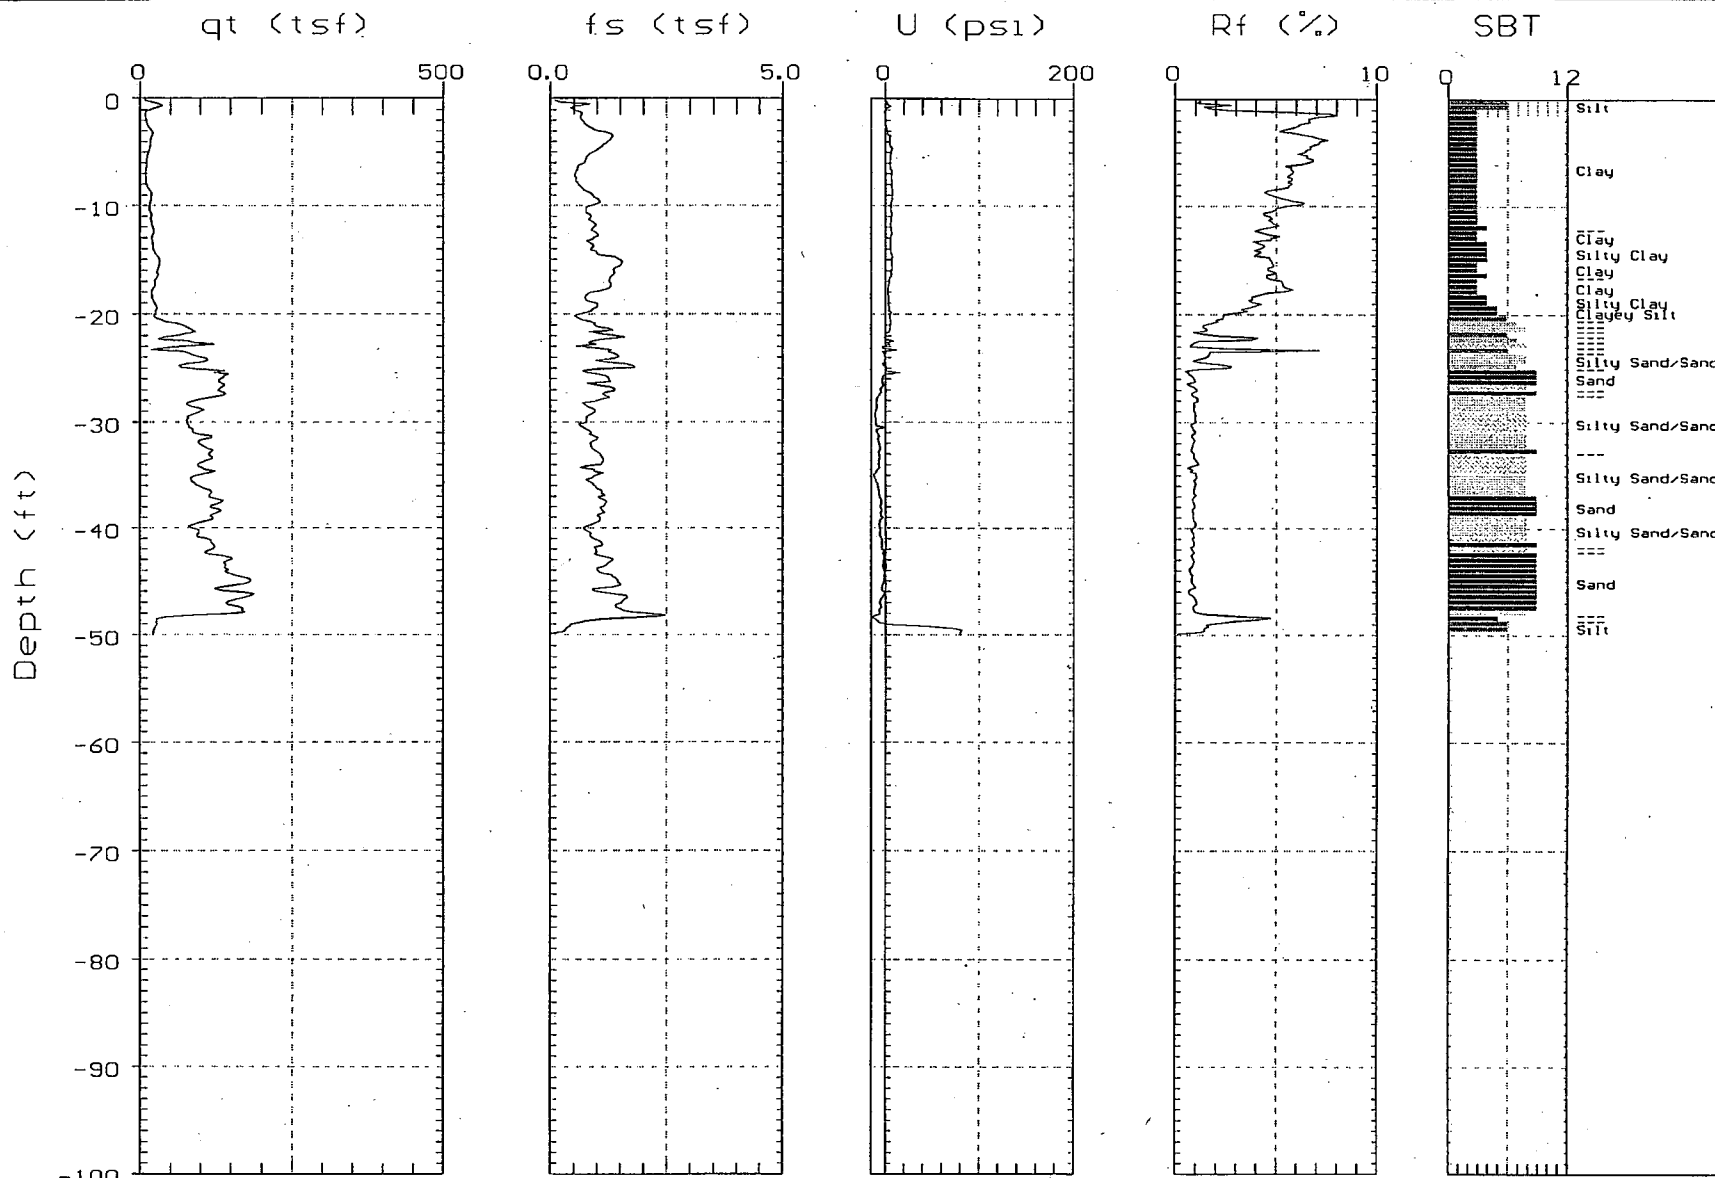 qt (tsf) fs (tsf) U (psi) Rf (%) SBT
0 500 0.0 5.0 0 200 0 10 0 12
0
-10
-20
-30
-40
-50
-60
-70
-80
-90
-100
Depth (ft)
Silt
Clay
---
Clay
Silty Clay
Clay
---
Clay
Silty Clay
Clayey Silt
---
---
---
---
---
---
Silty Sand/Sand
---
Sand
---
---
Silty Sand/Sand
---
Silty Sand/Sand
Sand
Silty Sand/Sand
---
Sand
---
---
Silt